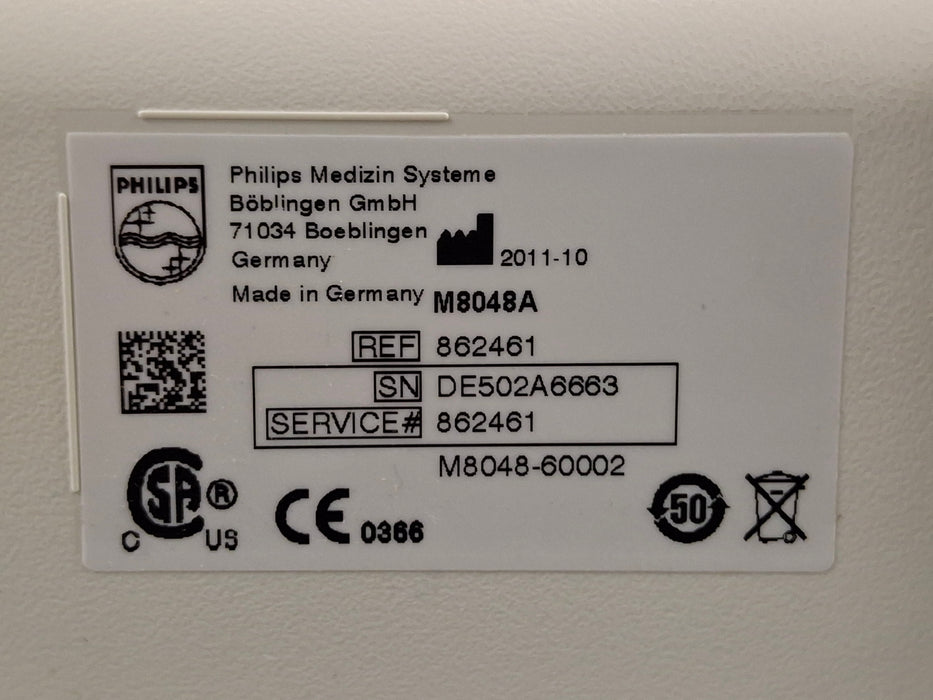 PHILIPS
Philips Medizin Systeme
Böblingen GmbH
71034 Boeblingen
Germany
2011-10
Made in Germany
M8048A
REF 862461
SN DE502A6663
SERVICE# 862461
M8048-60002
CSA®
C US
CE 0366
50